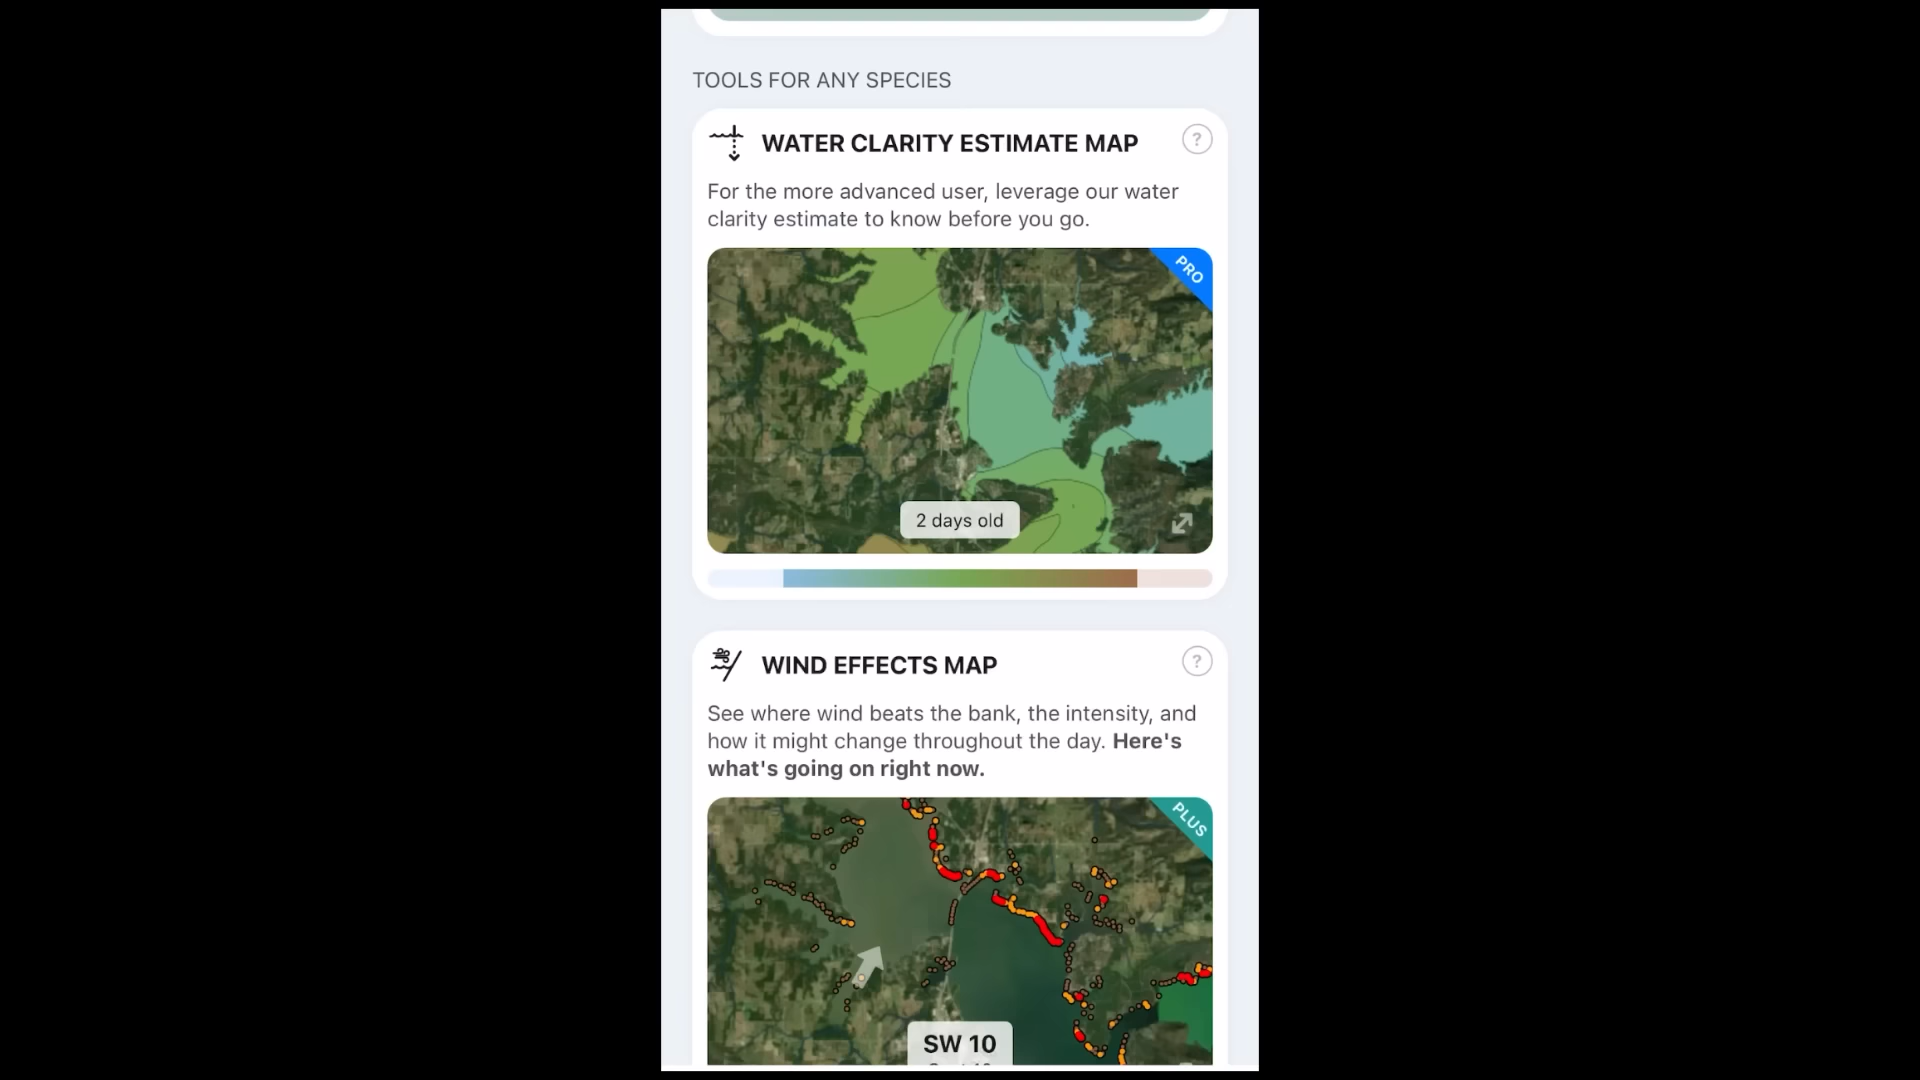 TOOLS FOR ANY SPECIES
WATER CLARITY ESTIMATE MAP
?
For the more advanced user, leverage our water
clarity estimate to know before you go.
PRO
2 days old
WIND EFFECTS MAP
?
See where wind beats the bank, the intensity, and
how it might change throughout the day. Here's
what's going on right now.
PLUS
SW 10